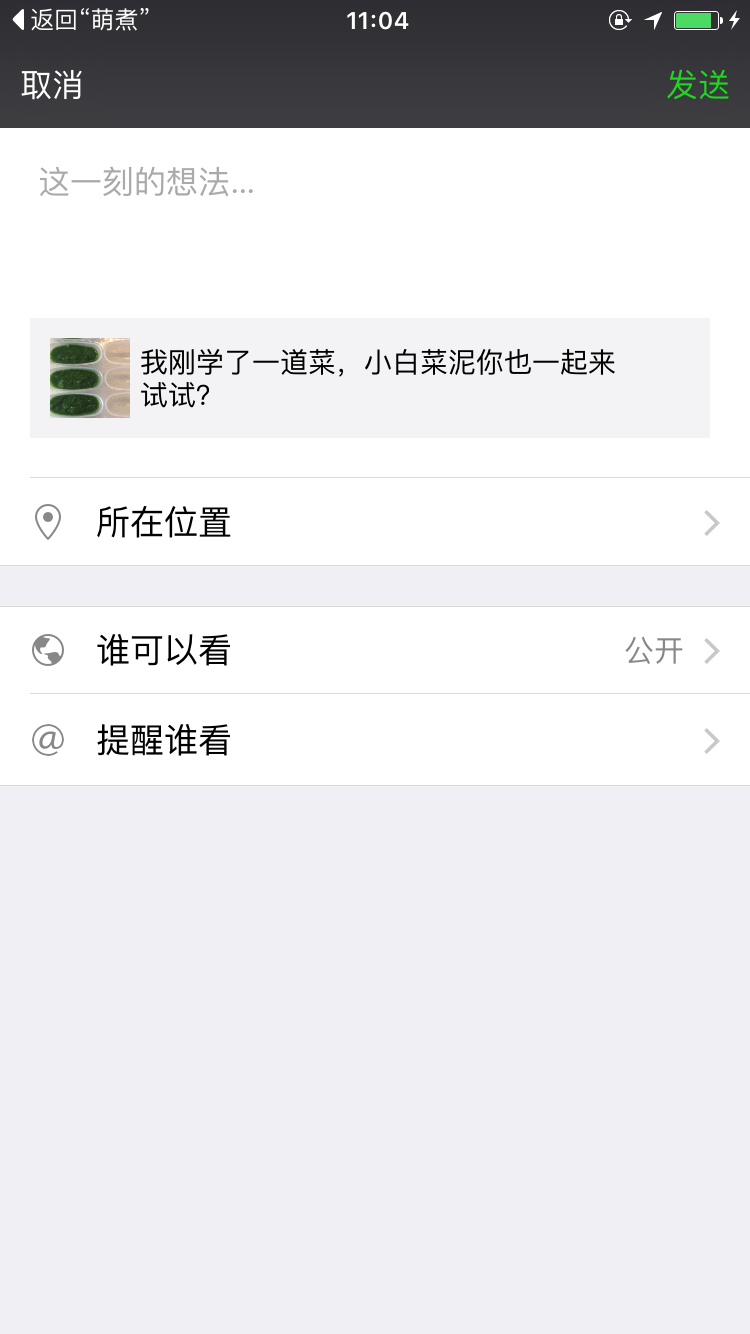 返回“萌煮”
11:04
取消
发送
这一刻的想法...
我刚学了一道菜，小白菜泥你也一起来
试试?
所在位置
谁可以看
公开
@
提醒谁看